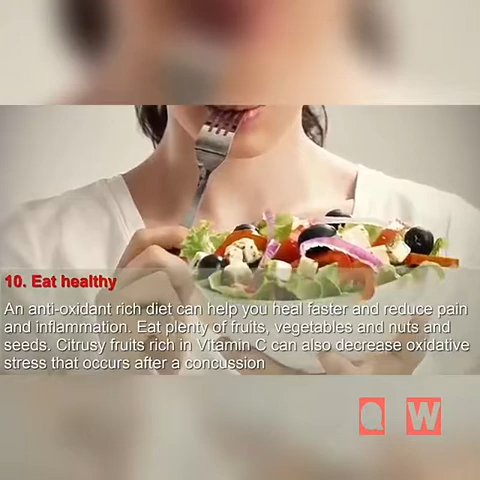 10. Eat healthy
An anti-oxidant rich diet can help you heal faster and reduce pain
and inflammation. Eat plenty of fruits, vegetables and nuts and
seeds. Citrusy fruits rich in Vitamin C can also decrease oxidative
stress that occurs after a concussion
Q W